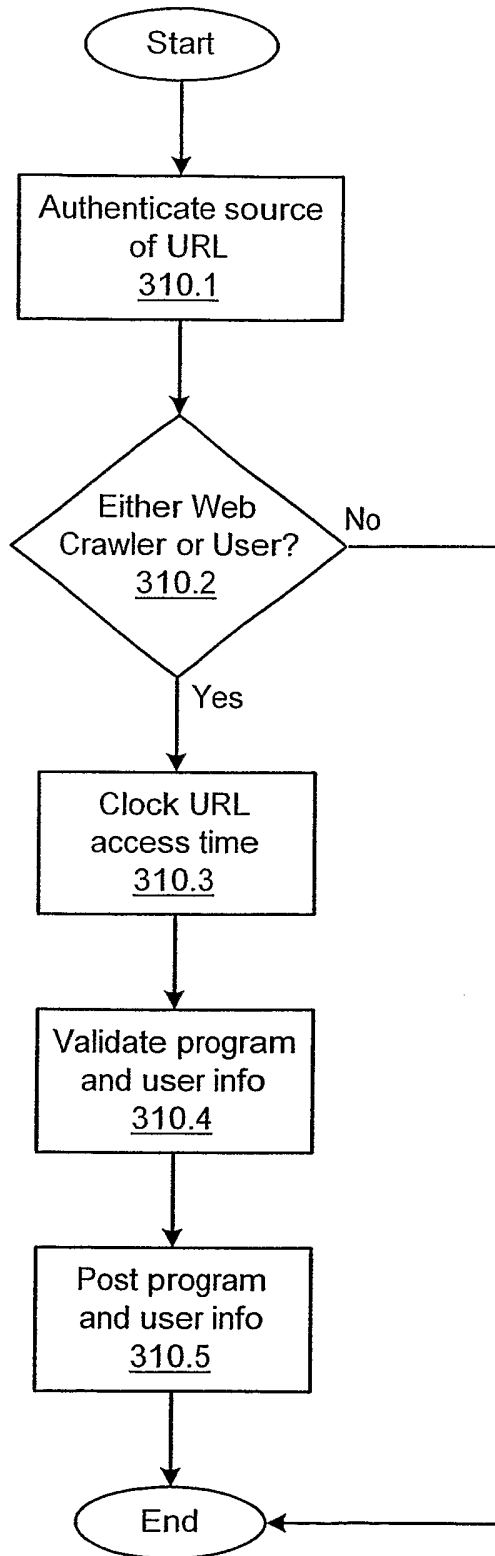 Start
Authenticate source
of URL
310.1
Either Web
Crawler or User?
310.2
No
Yes
Clock URL
access time
310.3
Validate program
and user info
310.4
Post program
and user info
310.5
End